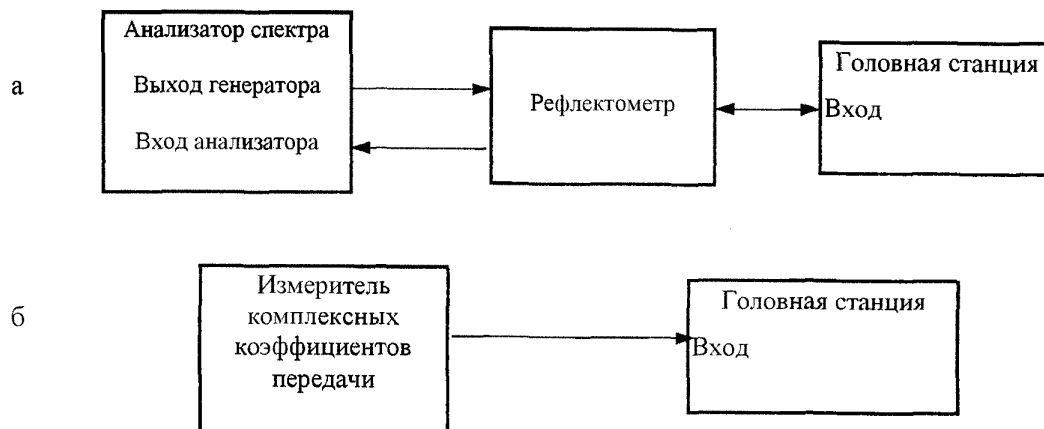 а
Анализатор спектра
Выход генератора
Вход анализатора
Рефлектометр
Головная станция
Вход
б
Измеритель
комплексных
коэффициентов
передачи
Головная станция
Вход